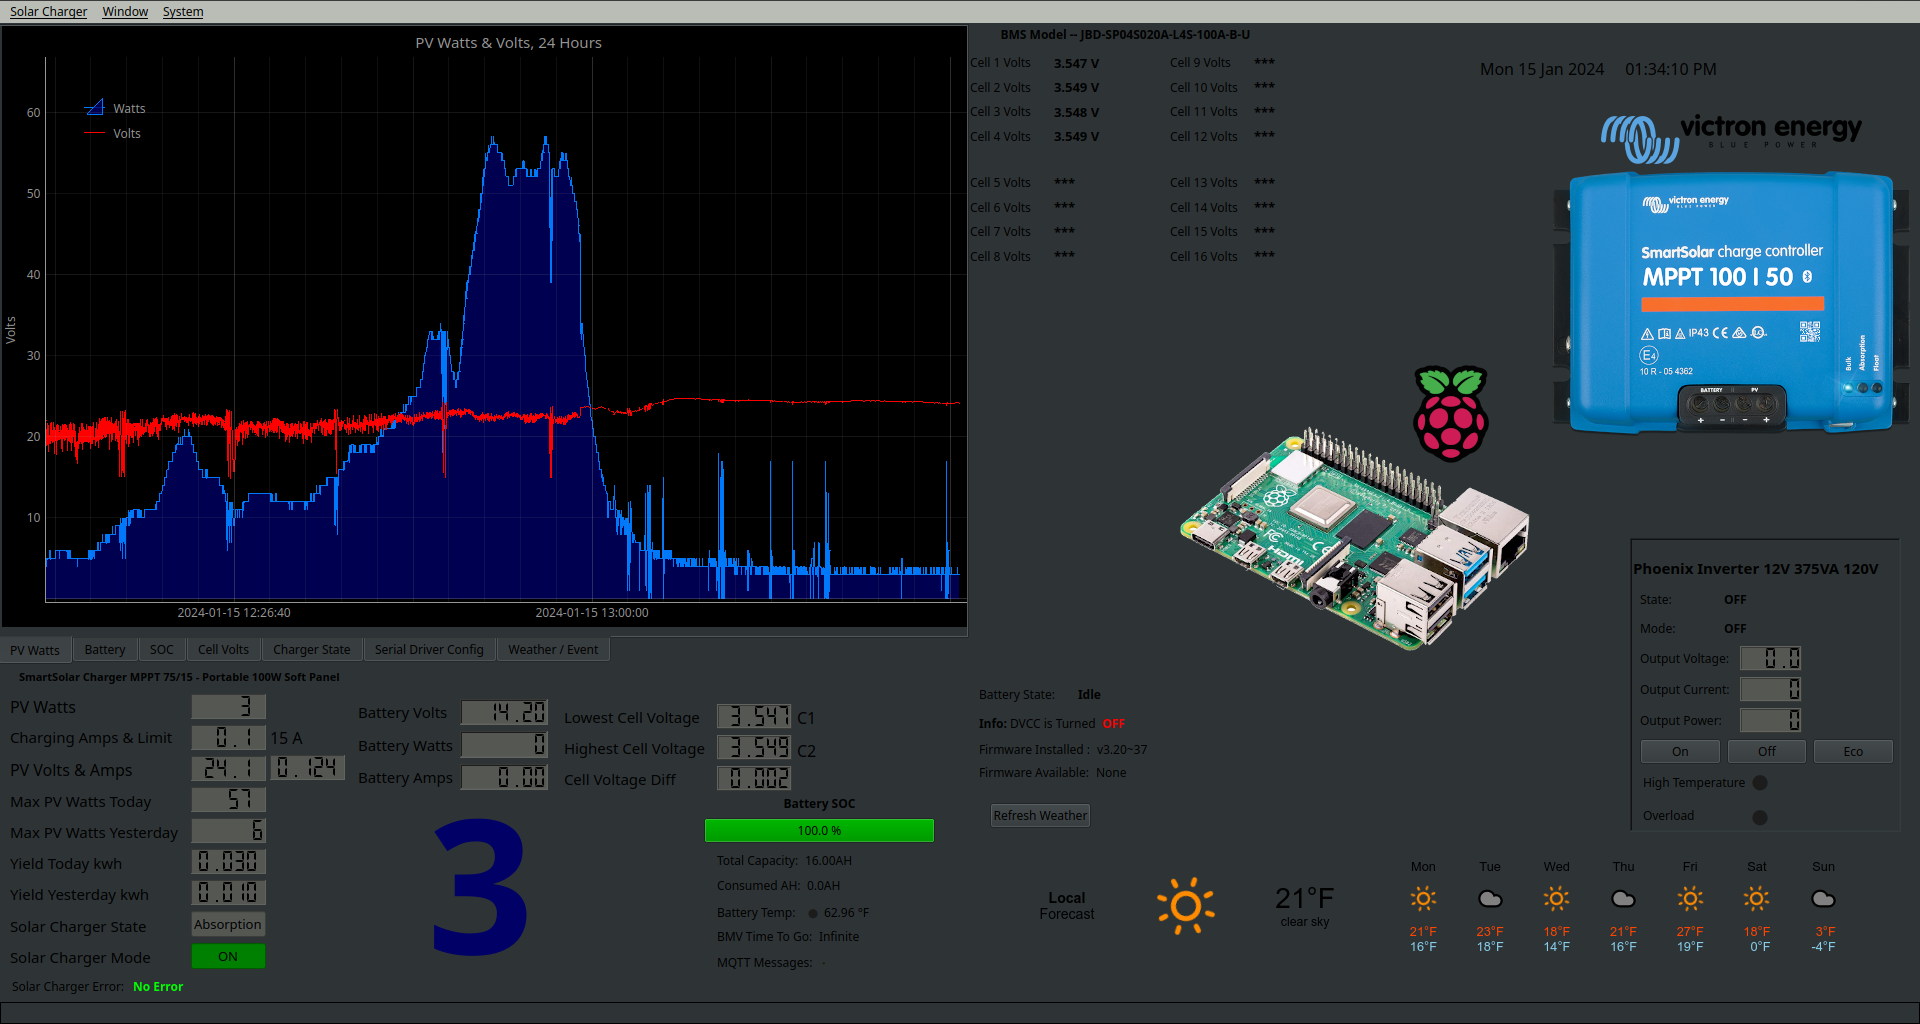 Solar Charger Window System
PV Watts & Volts, 24 Hours
Watts
Volts
60
50
40
30
20
10
Volts
2024-01-15 12:26:40 2024-01-15 13:00:00
BMS Model -- JBD-SP04S020A-L4S-100A-B-U
Cell 1 Volts 3.547 V Cell 9 Volts ***
Cell 2 Volts 3.549 V Cell 10 Volts ***
Cell 3 Volts 3.548 V Cell 11 Volts ***
Cell 4 Volts 3.549 V Cell 12 Volts ***
Cell 5 Volts *** Cell 13 Volts ***
Cell 6 Volts *** Cell 14 Volts ***
Cell 7 Volts *** Cell 15 Volts ***
Cell 8 Volts *** Cell 16 Volts ***
Mon 15 Jan 2024 01:34:10 PM
victron energy
BLUE POWER
victron energy
BLUE POWER
SmartSolar charge controller
MPPT 100 | 50
IP43 CE
E4
10 R - 05 4362
Bulk
Absorption
Float
BATTERY PV
+ - - +
HDMI
FC CE
Phoenix Inverter 12V 375VA 120V
State: OFF
Mode: OFF
Output Voltage: 0.0
Output Current: 0
Output Power: 0
On Off Eco
High Temperature
Overload
PV Watts Battery SOC Cell Volts Charger State Serial Driver Config Weather / Event
SmartSolar Charger MPPT 75/15 - Portable 100W Soft Panel
PV Watts 3
Charging Amps & Limit 0.1 15 A
PV Volts & Amps 24.1 0.124
Max PV Watts Today 57
Max PV Watts Yesterday 6
Yield Today kwh 0.030
Yield Yesterday kwh 0.010
Solar Charger State Absorption
Solar Charger Mode ON
Solar Charger Error: No Error
Battery Volts 14.20
Battery Watts 0
Battery Amps 0.00
3
Lowest Cell Voltage 3.547 C1
Highest Cell Voltage 3.549 C2
Cell Voltage Diff 0.002
Battery SOC
100.0 %
Total Capacity: 16.00AH
Consumed AH: 0.0AH
Battery Temp: 62.96 °F
BMV Time To Go: Infinite
MQTT Messages: ·
Battery State: Idle
Info: DVCC is Turned OFF
Firmware Installed : v3.20~37
Firmware Available: None
Refresh Weather
Local
Forecast
21°F
clear sky
Mon Tue Wed Thu Fri Sat Sun
21°F 23°F 18°F 21°F 27°F 18°F 3°F
16°F 18°F 14°F 16°F 19°F 0°F -4°F